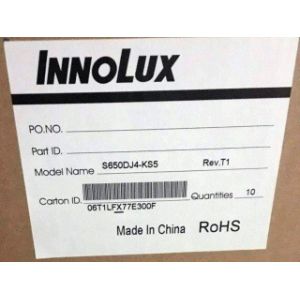 INNOLUX
PO.NO.
Part ID.
Model Name S650DJ4-KS5 Rev.T1
Carton ID. Quantities 10
06T1LFX77E300F
Made In China RoHS